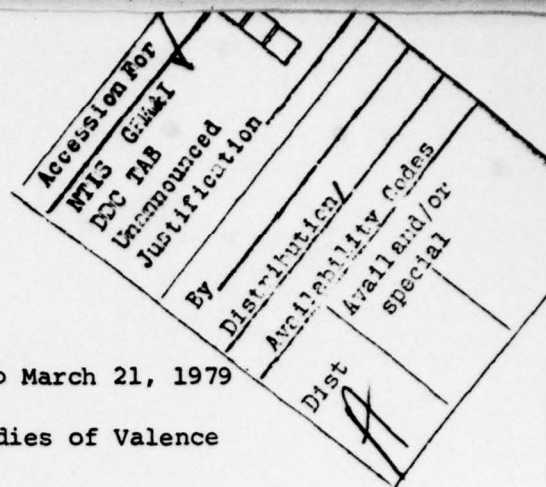 Accession For
NTIS GRA&I
DDC TAB
Unannounced
Justification
By
Distribution/
Availability Codes
Avail and/or
special
Dist
A
March 21, 1979
dies of Valence